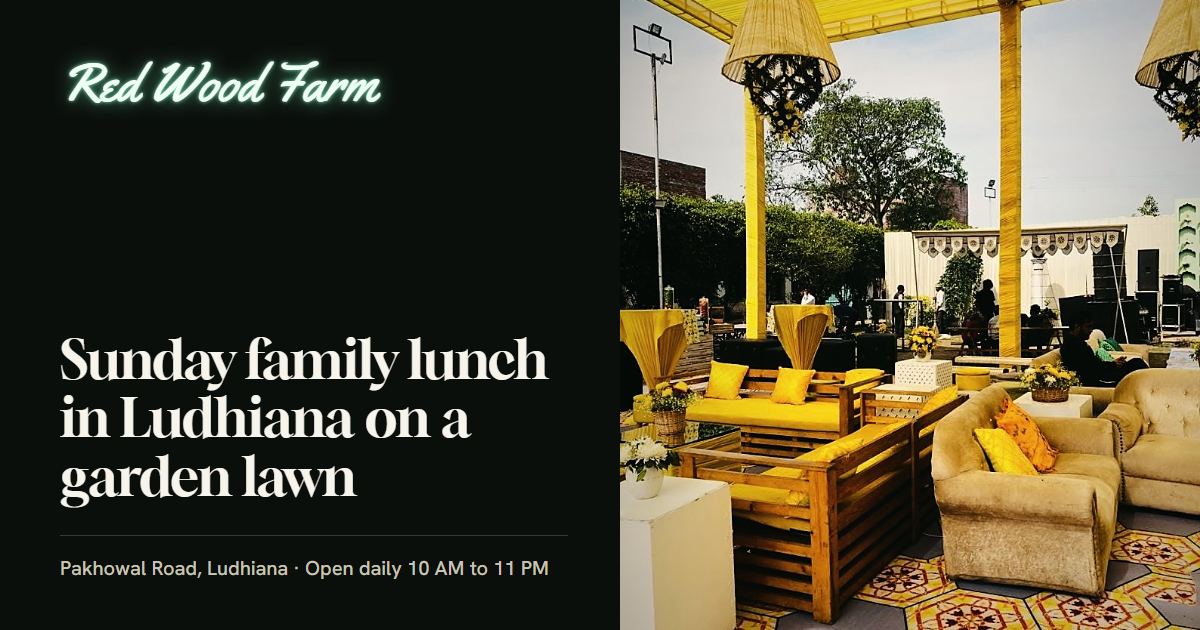 Red Wood Farm
Sunday family lunch
in Ludhiana on a
garden lawn
Pakhowal Road, Ludhiana · Open daily 10 AM to 11 PM